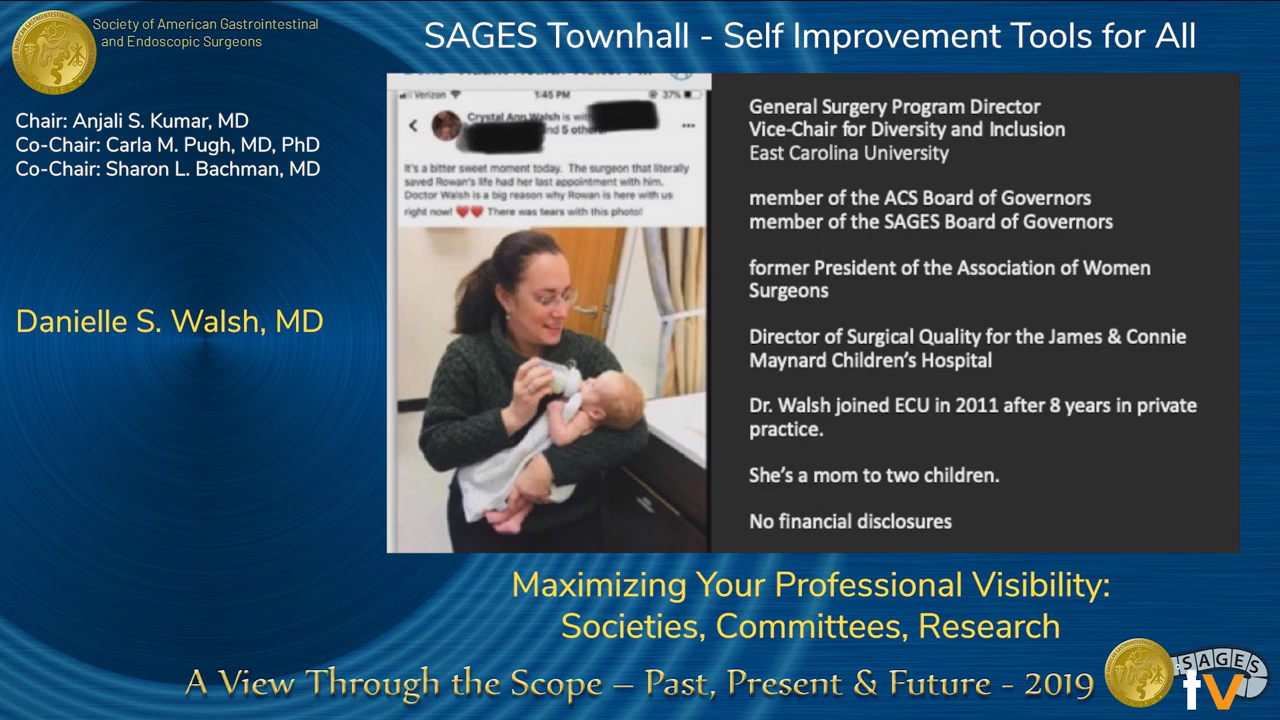 Society of American Gastrointestinal
and Endoscopic Surgeons
SAGES Townhall - Self Improvement Tools for All
Chair: Anjali S. Kumar, MD
Co-Chair: Carla M. Pugh, MD, PhD
Co-Chair: Sharon L. Bachman, MD
Danielle S. Walsh, MD
Verizon 1:45 PM 37%
Crystal Ann Walsh is with
nd 5 other
It's a bitter sweet moment today. The surgeon that literally
saved Rowan's life had her last appointment with him.
Doctor Walsh is a big reason why Rowan is here with us
right now! ❤️❤️ There was tears with this photo!
General Surgery Program Director
Vice-Chair for Diversity and Inclusion
East Carolina University
member of the ACS Board of Governors
member of the SAGES Board of Governors
former President of the Association of Women
Surgeons
Director of Surgical Quality for the James & Connie
Maynard Children's Hospital
Dr. Walsh joined ECU in 2011 after 8 years in private
practice.
She's a mom to two children.
No financial disclosures
Maximizing Your Professional Visibility:
Societies, Committees, Research
A View Through the Scope – Past, Present & Future - 2019
SAGES
tv